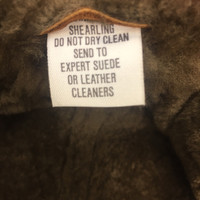 SHEARLING
DO NOT DRY CLEAN
SEND TO
EXPERT SUEDE
OR LEATHER
CLEANERS